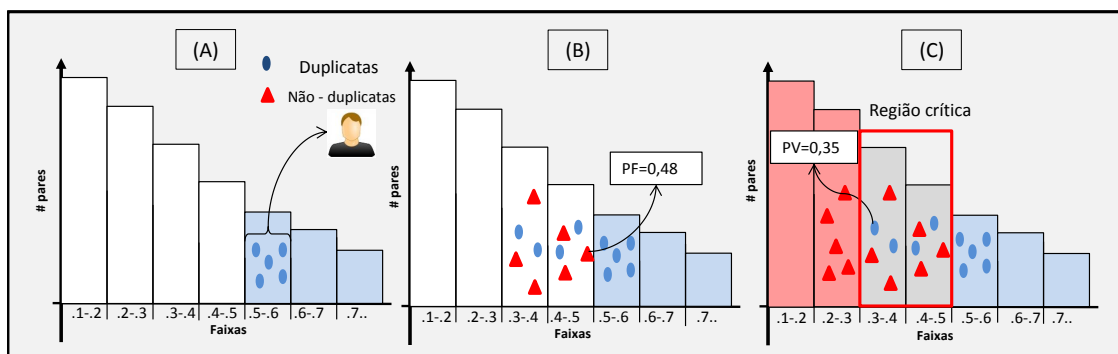 (A)
# pares
Duplicatas
Não - duplicatas
.1-.2 .2-.3 .3-.4 .4-.5 .5-.6 .6-.7 .7..
Faixas
(B)
# pares
PF=0,48
.1-.2 .2-.3 .3-.4 .4-.5 .5-.6 .6-.7 .7..
Faixas
(C)
Região crítica
PV=0,35
# pares
.1-.2 .2-.3 .3-.4 .4-.5 .5-.6 .6-.7 .7..
Faixas